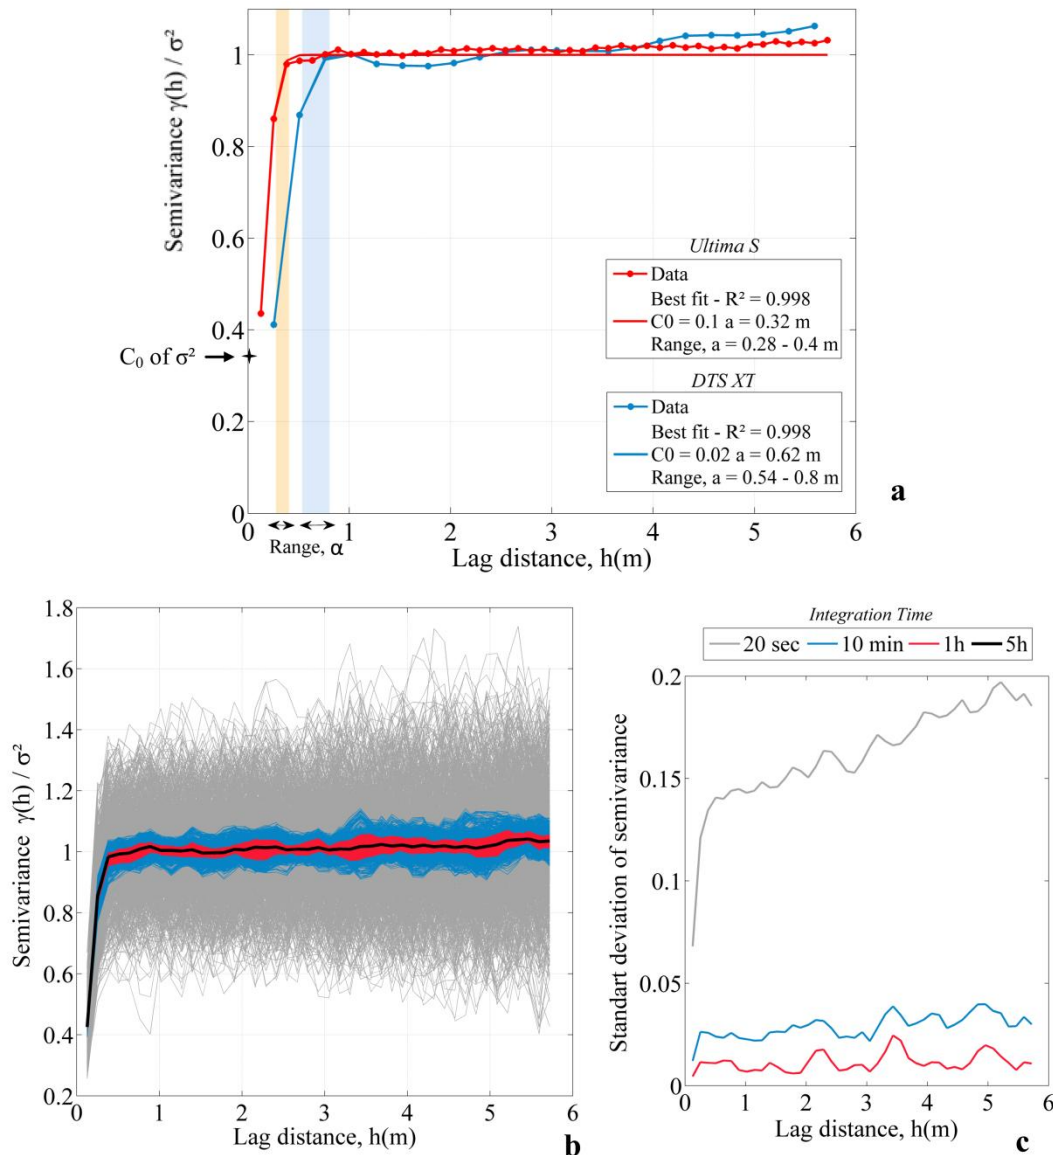 Semivariance γ(h) / σ²
1
0.8
0.6
0.4
0.2
0
C₀ of σ²
0 1 2 3 4 5 6
Range, α
Lag distance, h(m)
Ultima S
Data
Best fit - R² = 0.998
C0 = 0.1 a = 0.32 m
Range, a = 0.28 - 0.4 m
DTS XT
Data
Best fit - R² = 0.998
C0 = 0.02 a = 0.62 m
Range, a = 0.54 - 0.8 m
a
Semivariance γ(h) / σ²
1.8
1.6
1.4
1.2
1
0.8
0.6
0.4
0.2
0 1 2 3 4 5 6
Lag distance, h(m)
b
Integration Time
20 sec 10 min 1h 5h
Standart deviation of semivariance
0.2
0.15
0.1
0.05
0
0 1 2 3 4 5 6
Lag distance, h(m)
c